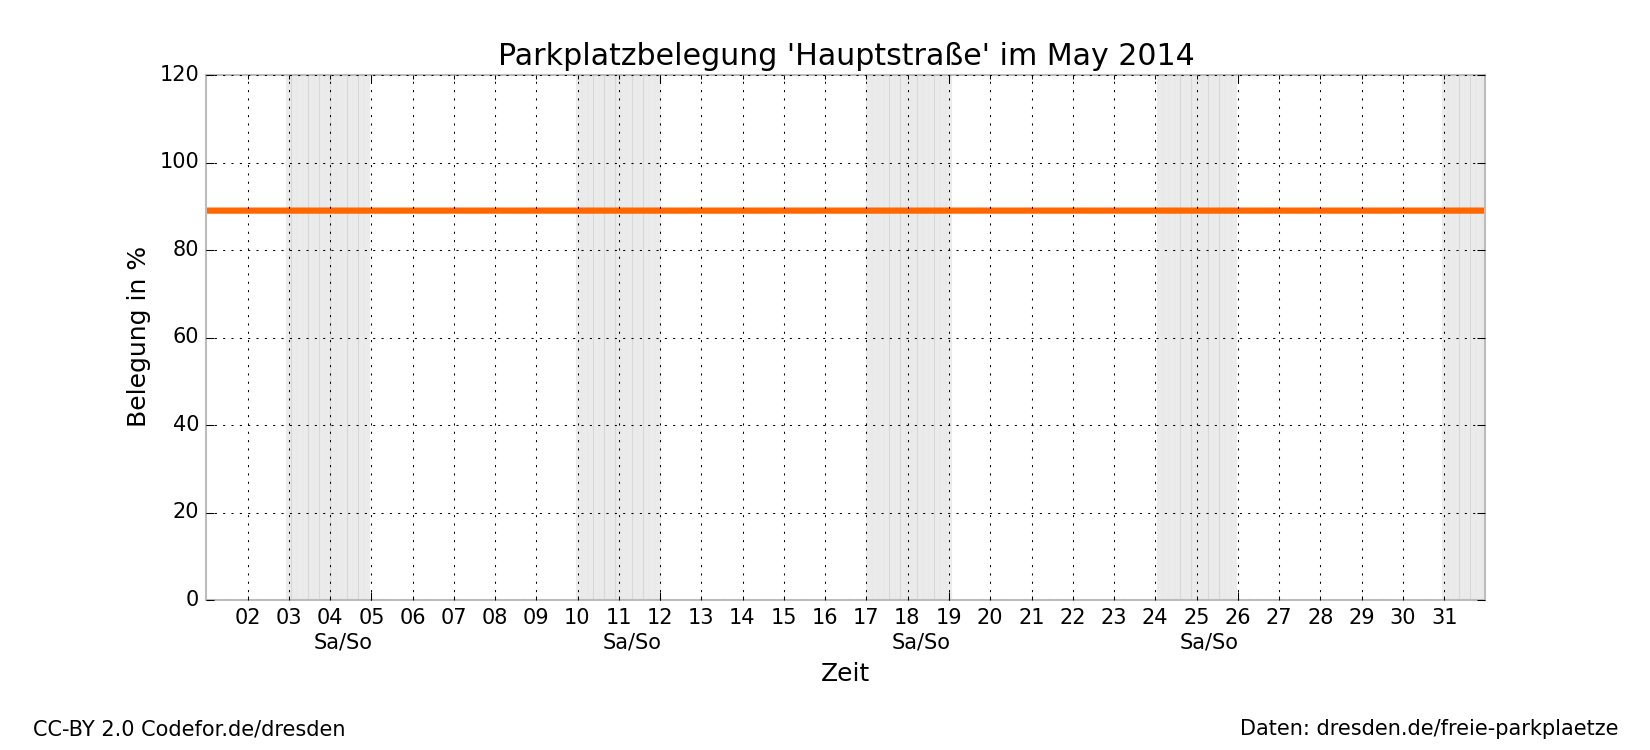 Parkplatzbelegung 'Hauptstraße' im May 2014
120
100
80
60
40
20
0
Belegung in %
02 03 04 05 06 07 08 09 10 11 12 13 14 15 16 17 18 19 20 21 22 23 24 25 26 27 28 29 30 31
Sa/So Sa/So Sa/So Sa/So
Zeit
CC-BY 2.0 Codefor.de/dresden
Daten: dresden.de/freie-parkplaetze